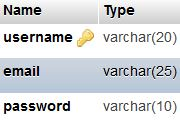 Name Type
username varchar(20)
email varchar(25)
password varchar(10)